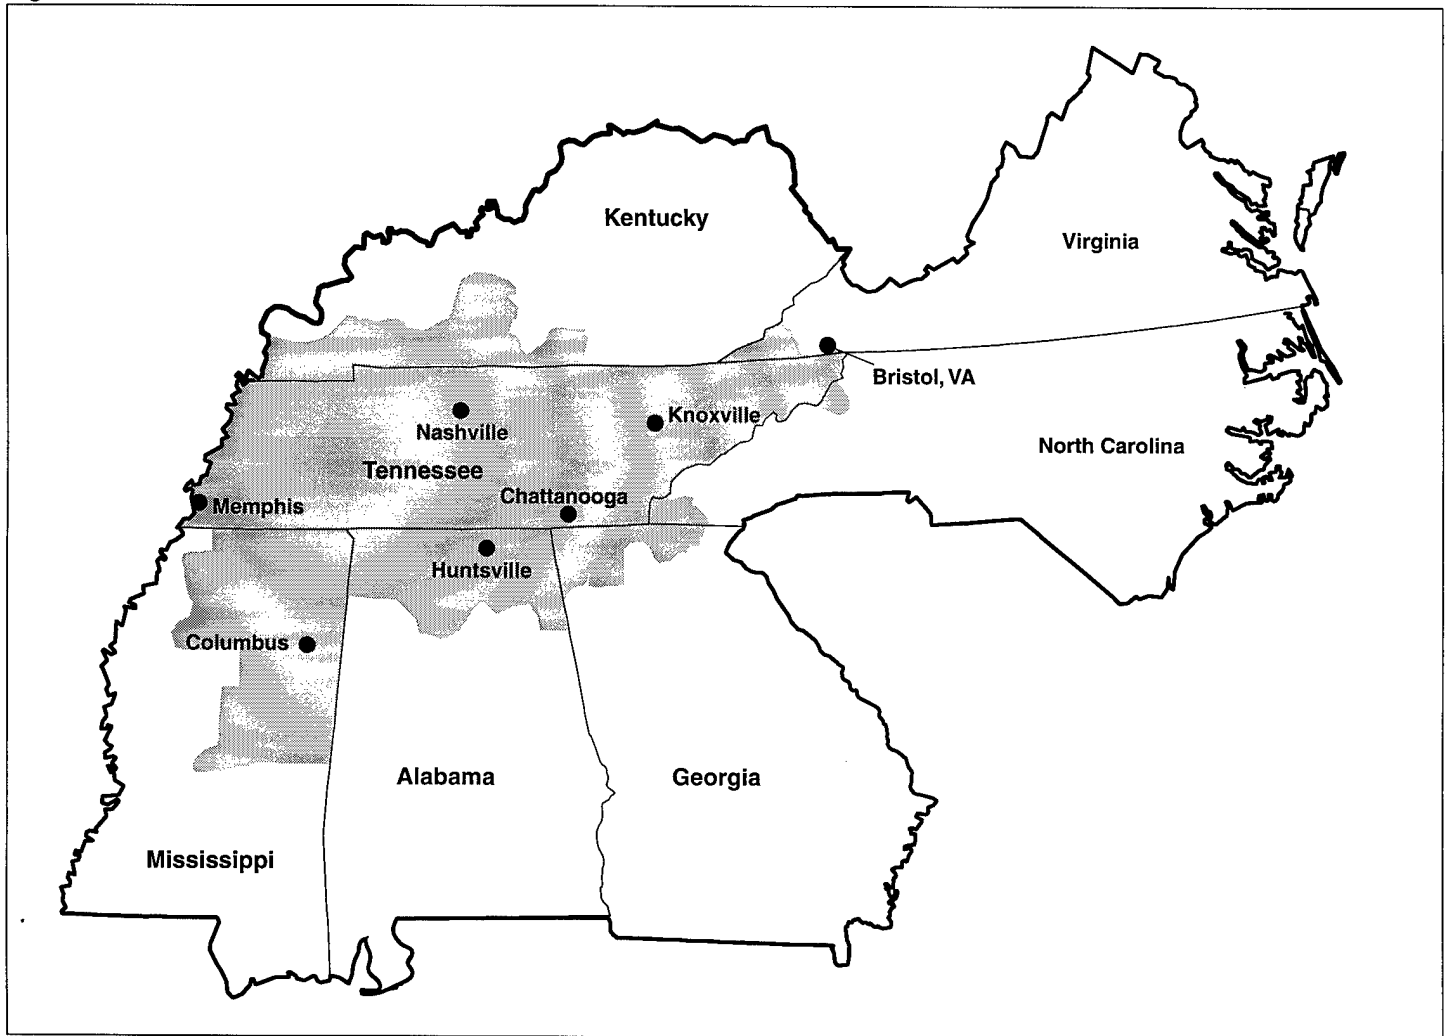 Kentucky
Virginia
Bristol, VA
Knoxville
Nashville
North Carolina
Tennessee
Chattanooga
Memphis
Huntsville
Columbus
Alabama
Georgia
Mississippi